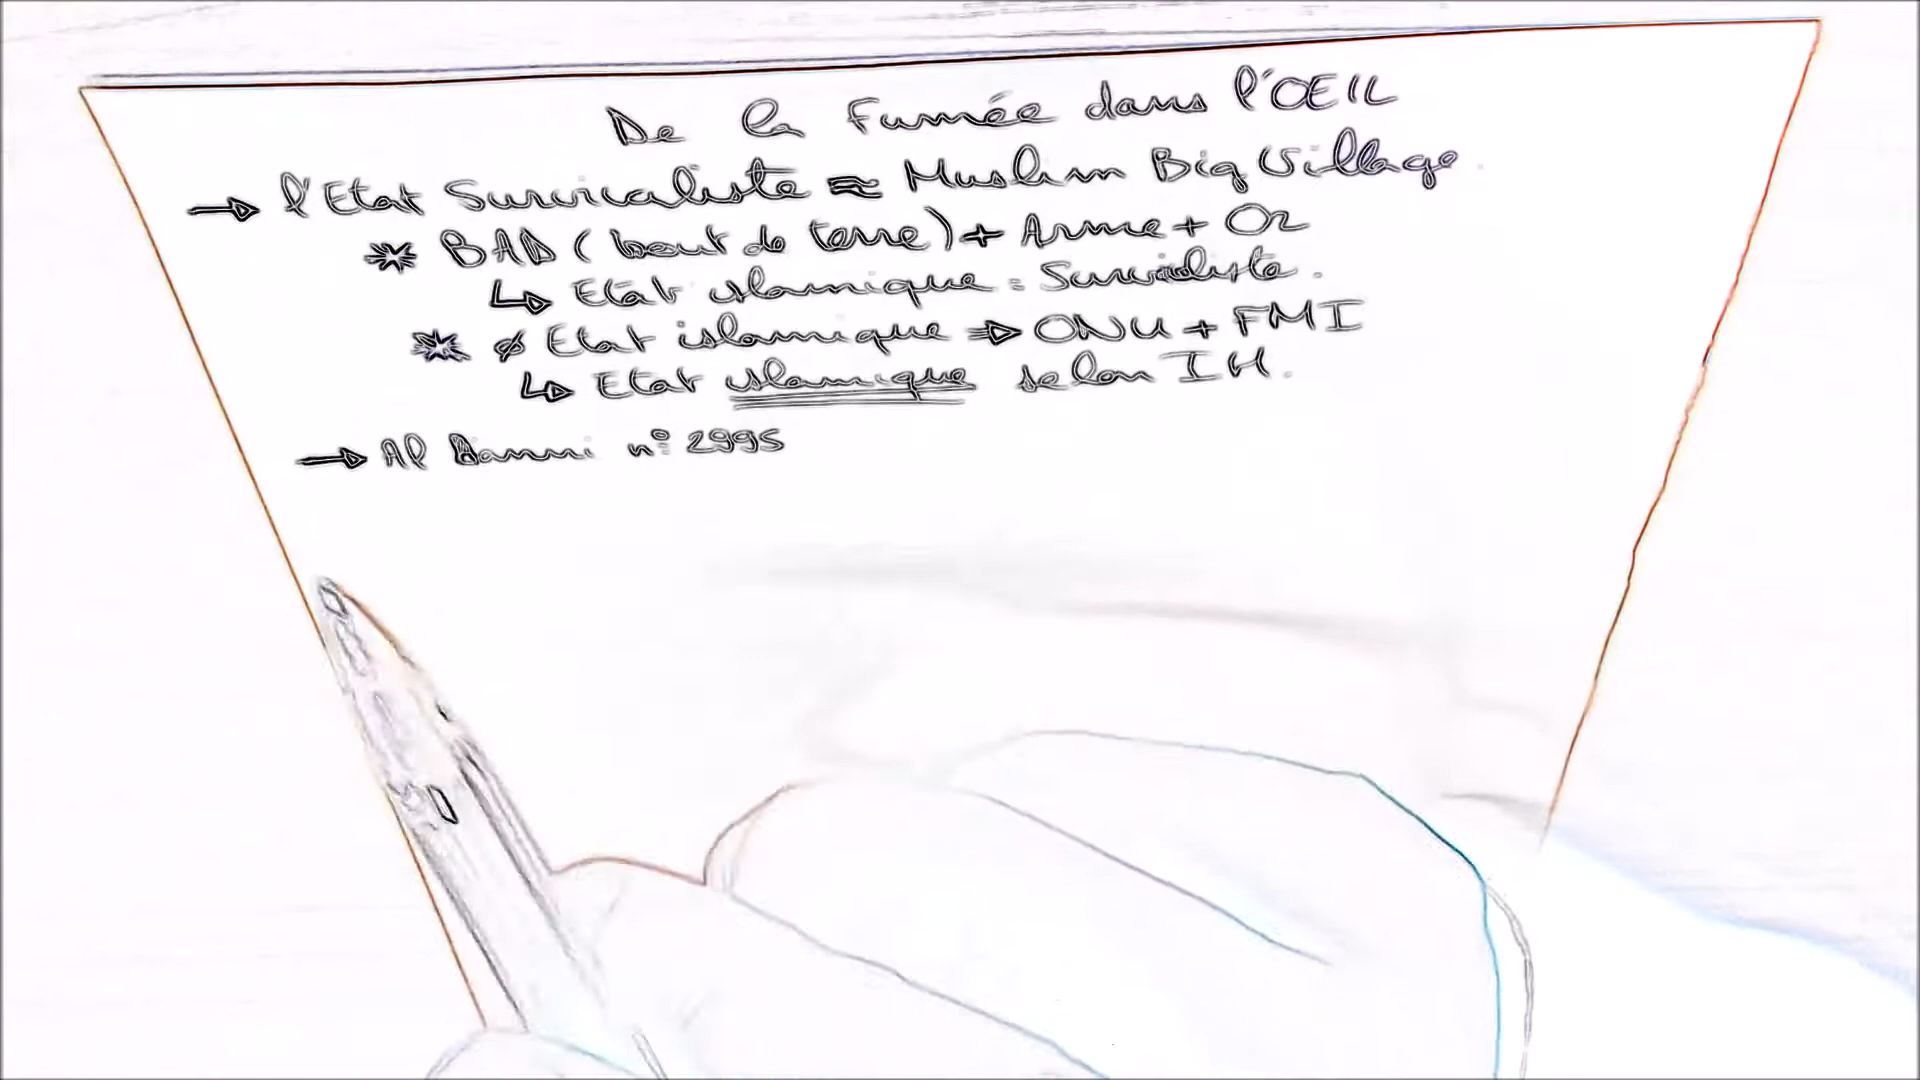 De la Fumée dans l'OEIL
→ l'Etat Survivaliste ≈ Muslim Big Village.
* BAD (bout de terre) + Arme + Or
↳ Etat islamique = Survivaliste.
* ø Etat islamique ⇒ ONU + FMI
↳ Etat islamique selon IH.
→ Al n° 2995